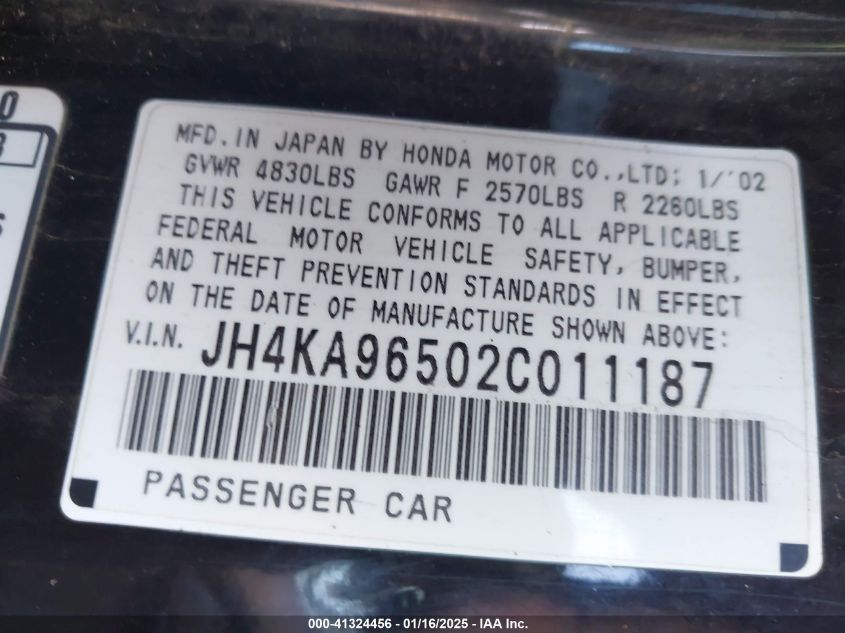 0
8
S
MFD.IN JAPAN BY HONDA MOTOR CO.,LTD; 1/'02
GVWR 4830LBS GAWR F 2570LBS R 2260LBS
THIS VEHICLE CONFORMS TO ALL APPLICABLE
FEDERAL MOTOR VEHICLE SAFETY, BUMPER,
AND THEFT PREVENTION STANDARDS IN EFFECT
ON THE DATE OF MANUFACTURE SHOWN ABOVE:
V.I.N. JH4KA96502C011187
PASSENGER CAR
000-41324456 - 01/16/2025 - IAA Inc.